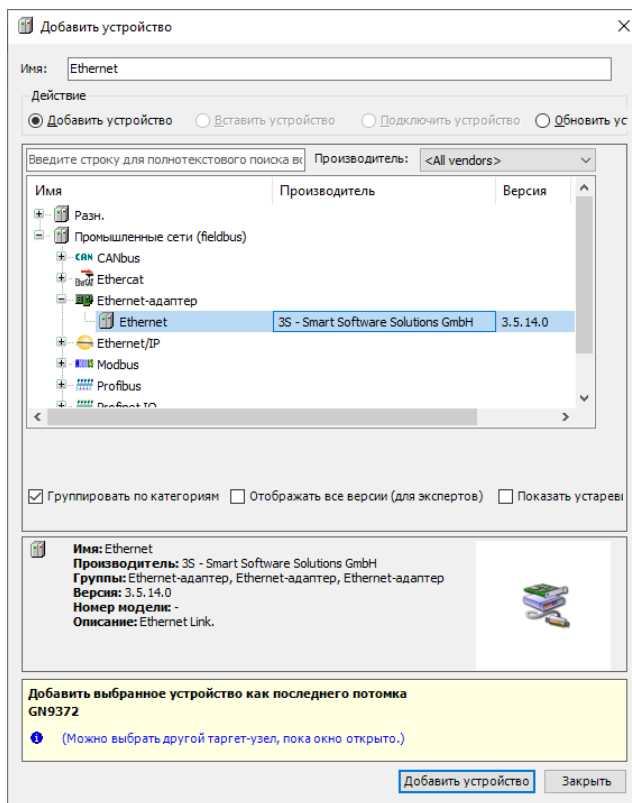 Добавить устройство
Имя: Ethernet
Действие
Добавить устройство Вставить устройство Подключить устройство Обновить ус
Введите строку для полнотекстового поиска во Производитель: <All vendors>
Имя Производитель Версия
Разн.
Промышленные сети (fieldbus)
CAN CANbus
Ethercat
Ethernet-адаптер
Ethernet 3S - Smart Software Solutions GmbH 3.5.14.0
Ethernet/IP
Modbus
Profibus
Profinet IO
Группировать по категориям Отображать все версии (для экспертов) Показать устарев
Имя: Ethernet
Производитель: 3S - Smart Software Solutions GmbH
Группы: Ethernet-адаптер, Ethernet-адаптер, Ethernet-адаптер
Версия: 3.5.14.0
Номер модели: -
Описание: Ethernet Link.
Добавить выбранное устройство как последнего потомка
GN9372
(Можно выбрать другой таргет-узел, пока окно открыто.)
Добавить устройство Закрыть